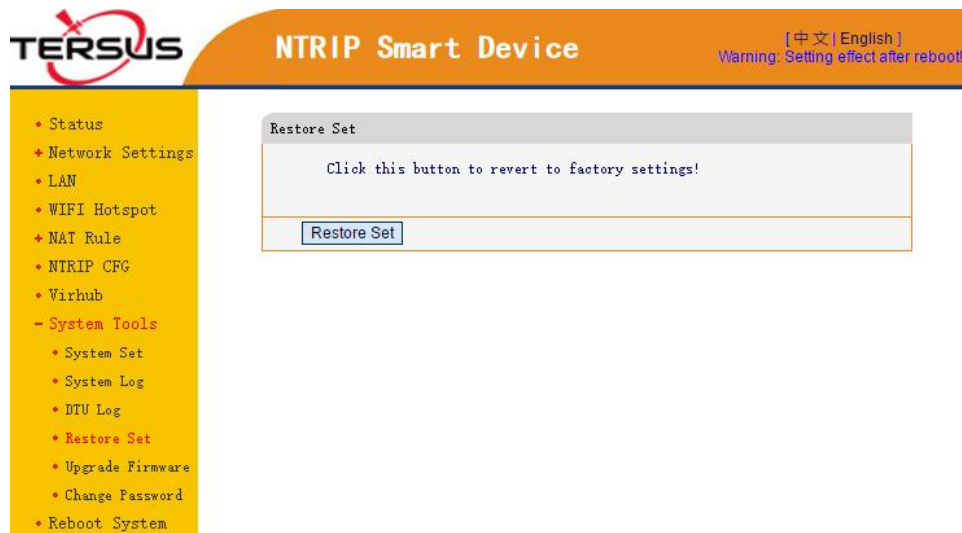 TERSUS
NTRIP Smart Device
[ 中文 | English ]
Warning: Setting effect after reboot!
Status
Network Settings
LAN
WIFI Hotspot
NAT Rule
NTRIP CFG
Virhub
System Tools
System Set
System Log
DTU Log
Restore Set
Upgrade Firmware
Change Password
Reboot System
Restore Set
Click this button to revert to factory settings!
Restore Set